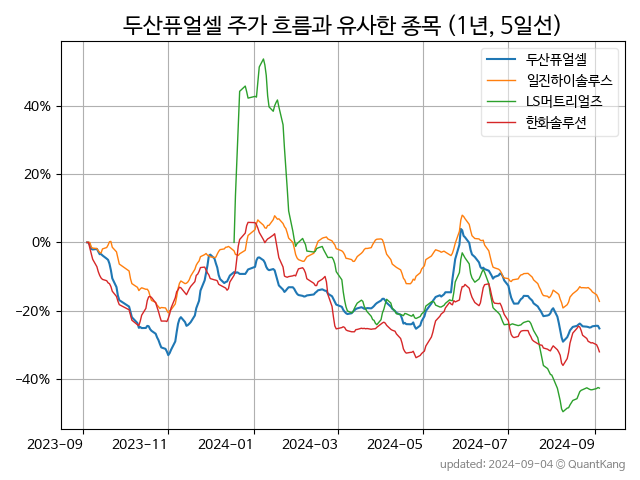 두산퓨얼셀 주가 흐름과 유사한 종목 (1년, 5일선)
두산퓨얼셀
일진하이솔루스
LS머트리얼즈
한화솔루션
40%
20%
0%
−20%
−40%
2023-09 2023-11 2024-01 2024-03 2024-05 2024-07 2024-09
updated: 2024-09-04 © QuantKang